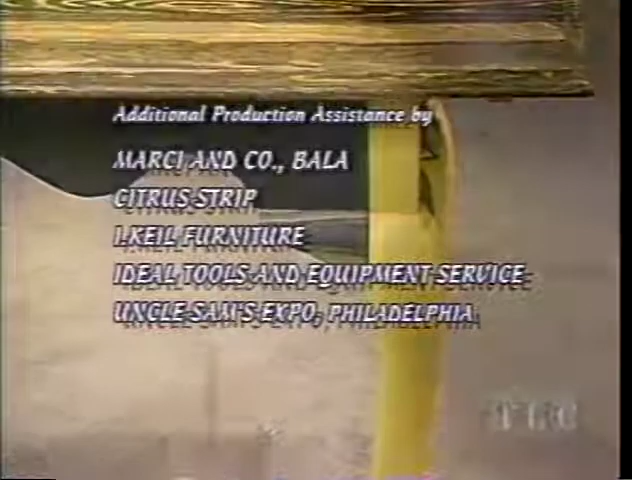 Additional Production Assistance by
MARCI AND CO., BALA
CITRUS STRIP
I.KEIL FURNITURE
IDEAL TOOLS AND EQUIPMENT SERVICE
UNCLE SAM'S EXPO, PHILADELPHIA
TLC